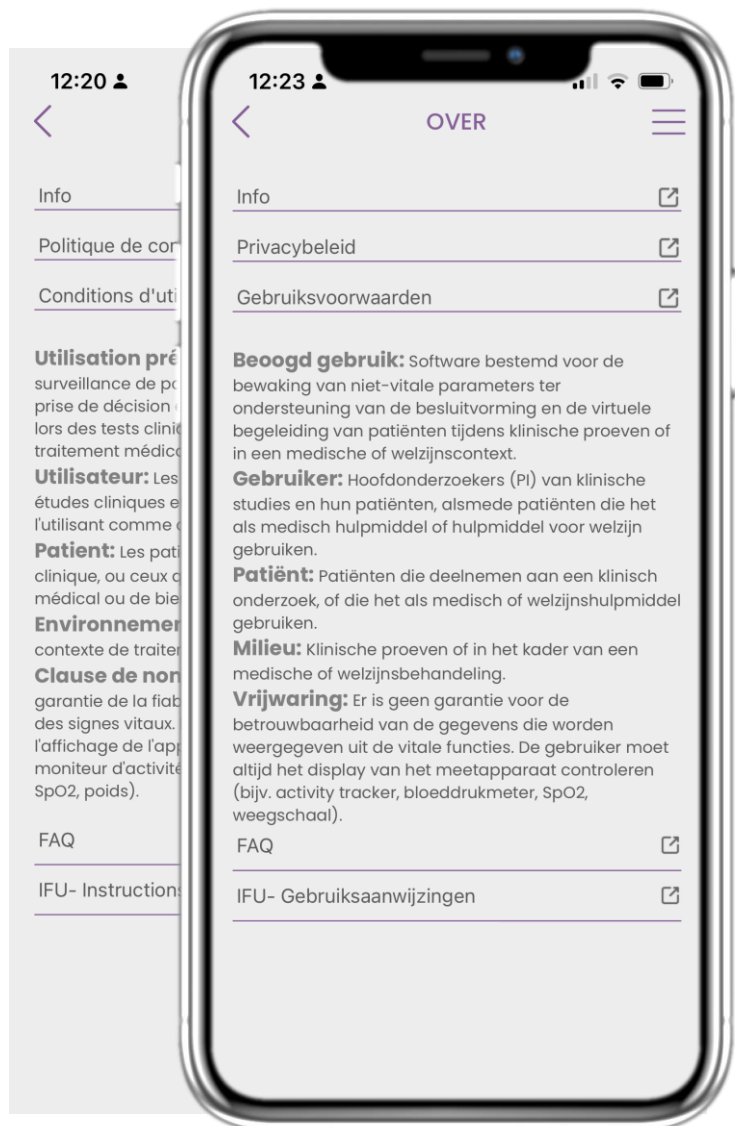 12:20
Info
Politique de con
Conditions d'uti
Utilisation pré
surveillance de pa
prise de décision
lors des tests clini
traitement médica
Utilisateur: Les
études cliniques e
l'utilisant comme
Patient: Les pati
clinique, ou ceux
médical ou de bie
Environnemen
contexte de traite
Clause de non
garantie de la fiab
des signes vitaux.
l'affichage de l'app
moniteur d'activité
SpO2, poids).
FAQ
IFU- Instructions
12:23
OVER
Info
Privacybeleid
Gebruiksvoorwaarden
Beoogd gebruik: Software bestemd voor de
bewaking van niet-vitale parameters ter
ondersteuning van de besluitvorming en de virtuele
begeleiding van patiënten tijdens klinische proeven of
in een medische of welzijnscontext.
Gebruiker: Hoofdonderzoekers (PI) van klinische
studies en hun patiënten, alsmede patiënten die het
als medisch hulpmiddel of hulpmiddel voor welzijn
gebruiken.
Patiënt: Patiënten die deelnemen aan een klinisch
onderzoek, of die het als medisch of welzijnshulpmiddel
gebruiken.
Milieu: Klinische proeven of in het kader van een
medische of welzijnsbehandeling.
Vrijwaring: Er is geen garantie voor de
betrouwbaarheid van de gegevens die worden
weergegeven uit de vitale functies. De gebruiker moet
altijd het display van het meetapparaat controleren
(bijv. activity tracker, bloeddrukmeter, SpO2,
weegschaal).
FAQ
IFU- Gebruiksaanwijzingen